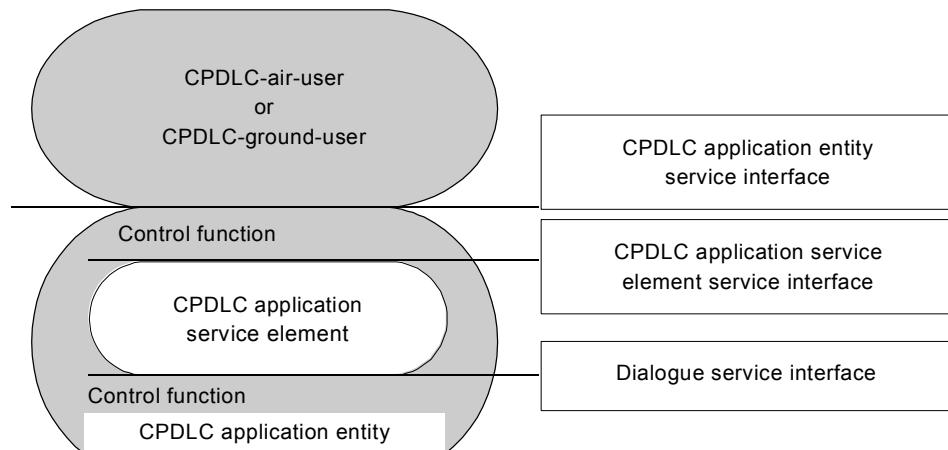 CPDLC-air-user
or
CPDLC-ground-user
CPDLC application entity
service interface
Control function
CPDLC application service
element service interface
CPDLC application
service element
Dialogue service interface
Control function
CPDLC application entity